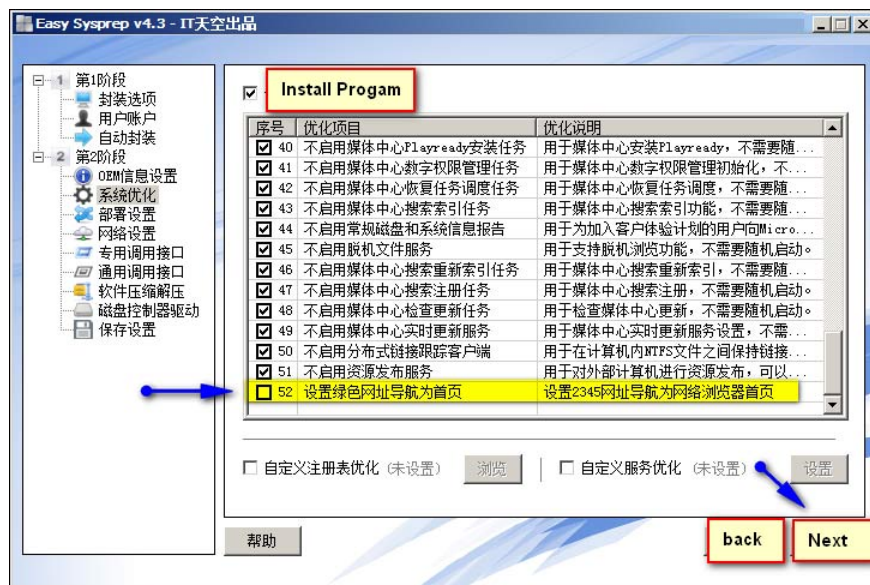 Easy Sysprep v4.3 - IT天空出品
1 第1阶段
封装选项
用户账户
自动封装
2 第2阶段
OEM信息设置
系统优化
部署设置
网络设置
专用调用接口
通用调用接口
软件压缩解压
磁盘控制器驱动
保存设置
Install Progam
序号 优化项目 优化说明
40 不启用媒体中心Playready安装任务 用于媒体中心安装Playready，不需要随...
41 不启用媒体中心数字权限管理任务 用于媒体中心数字权限管理初始化，不...
42 不启用媒体中心恢复任务调度任务 用于媒体中心恢复任务调度，不需要随...
43 不启用媒体中心搜索索引任务 用于媒体中心搜索索引功能，不需要随...
44 不启用常规磁盘和系统信息报告 用于为加入客户体验计划的用户向Micro...
45 不启用脱机文件服务 用于支持脱机浏览功能，不需要随机启动。
46 不启用媒体中心搜索重新索引任务 用于媒体中心搜索重新索引，不需要随...
47 不启用媒体中心搜索注册任务 用于媒体中心搜索注册，不需要随机启动。
48 不启用媒体中心检查更新任务 用于检查媒体中心更新，不需要随机启动。
49 不启用媒体中心实时更新服务 用于媒体中心实时更新服务设置，不需...
50 不启用分布式链接跟踪客户端 用于在计算机内NTFS文件之间保持链接...
51 不启用资源发布服务 用于对外部计算机进行资源发布，可以...
52 设置绿色网址导航为首页 设置2345网址导航为网络浏览器首页
自定义注册表优化 (未设置) 浏览 自定义服务优化 (未设置) 设置
帮助 back Next